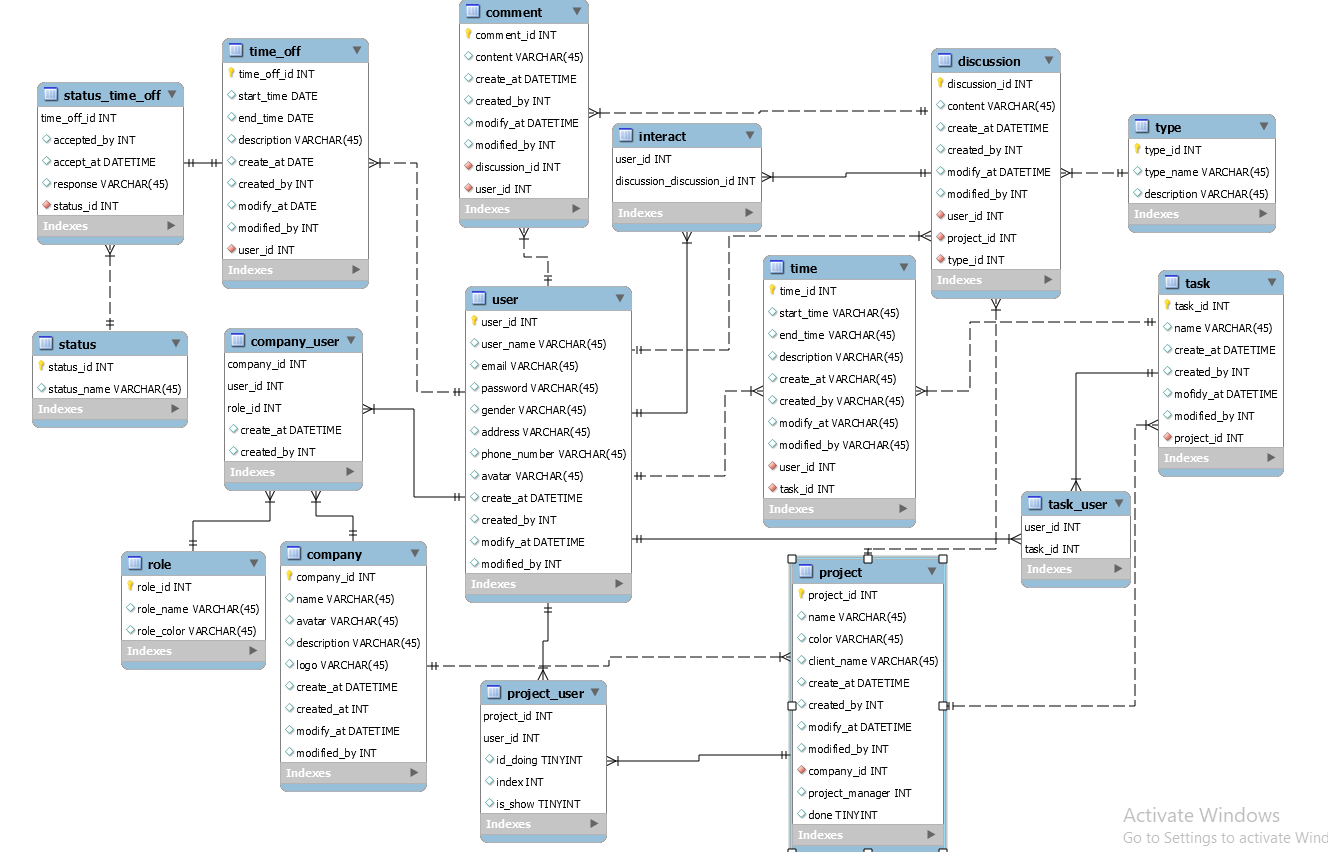 comment
comment_id INT
content VARCHAR(45)
create_at DATETIME
created_by INT
modify_at DATETIME
modified_by INT
discussion_id INT
user_id INT
Indexes
time_off
time_off_id INT
start_time DATE
end_time DATE
description VARCHAR(45)
create_at DATE
created_by INT
modify_at DATE
modified_by INT
user_id INT
Indexes
discussion
discussion_id INT
content VARCHAR(45)
create_at DATETIME
created_by INT
modify_at DATETIME
modified_by INT
user_id INT
project_id INT
type_id INT
Indexes
status_time_off
time_off_id INT
accepted_by INT
accept_at DATETIME
response VARCHAR(45)
status_id INT
Indexes
interact
user_id INT
discussion_discussion_id INT
Indexes
type
type_id INT
type_name VARCHAR(45)
description VARCHAR(45)
Indexes
time
time_id INT
start_time VARCHAR(45)
end_time VARCHAR(45)
description VARCHAR(45)
create_at VARCHAR(45)
created_by VARCHAR(45)
modify_at VARCHAR(45)
modified_by VARCHAR(45)
user_id INT
task_id INT
Indexes
task
task_id INT
name VARCHAR(45)
create_at DATETIME
created_by INT
mofidy_at DATETIME
modified_by INT
project_id INT
Indexes
user
user_id INT
user_name VARCHAR(45)
email VARCHAR(45)
password VARCHAR(45)
gender VARCHAR(45)
address VARCHAR(45)
phone_number VARCHAR(45)
avatar VARCHAR(45)
create_at DATETIME
created_by INT
modify_at DATETIME
modified_by INT
Indexes
status
status_id INT
status_name VARCHAR(45)
Indexes
company_user
company_id INT
user_id INT
role_id INT
create_at DATETIME
created_by INT
Indexes
task_user
user_id INT
task_id INT
Indexes
role
role_id INT
role_name VARCHAR(45)
role_color VARCHAR(45)
Indexes
company
company_id INT
name VARCHAR(45)
avatar VARCHAR(45)
description VARCHAR(45)
logo VARCHAR(45)
create_at DATETIME
created_at INT
modify_at DATETIME
modified_by INT
Indexes
project
project_id INT
name VARCHAR(45)
color VARCHAR(45)
client_name VARCHAR(45)
create_at DATETIME
created_by INT
modify_at DATETIME
modified_by INT
company_id INT
project_manager INT
done TINYINT
Indexes
project_user
project_id INT
user_id INT
id_doing TINYINT
index INT
is_show TINYINT
Indexes
Activate Windows
Go to Settings to activate Wind